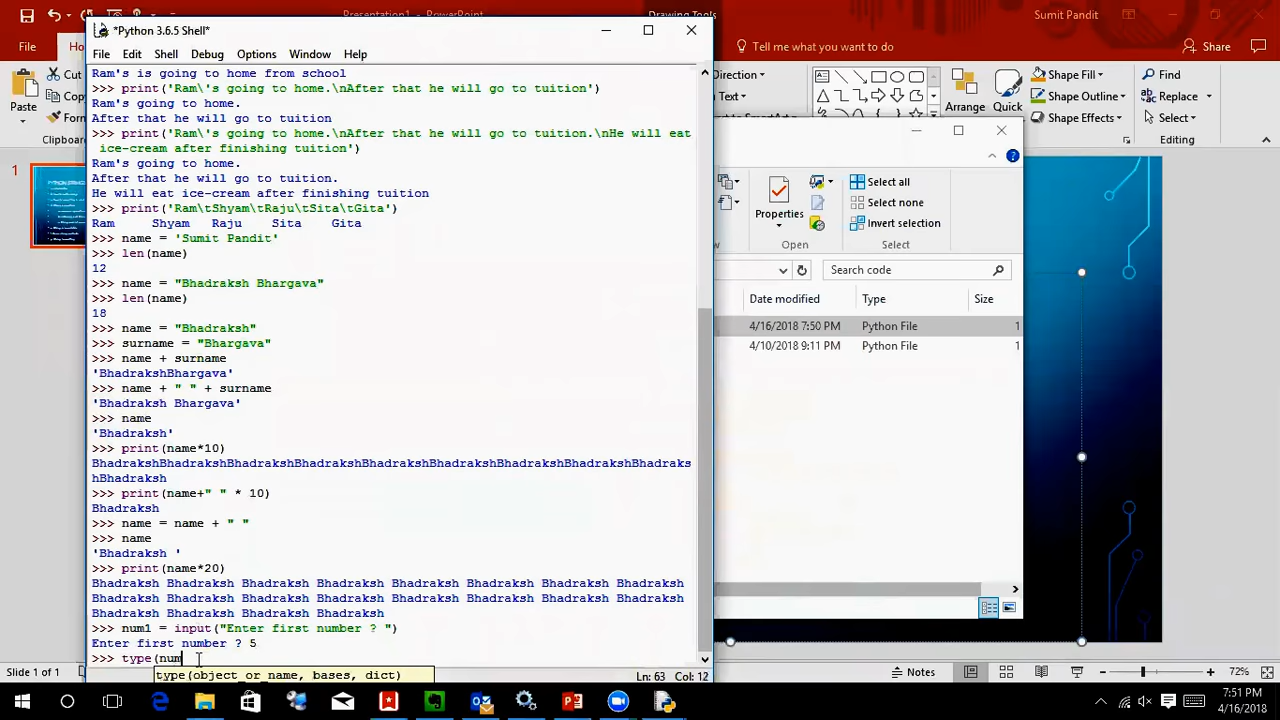 Presentation1 - PowerPoint
Drawing Tools
Sumit Pandit
File
Tell me what you want to do
Share
Paste
Cut
Clipboard
Arrange
Quick
Shape Fill
Shape Outline
Shape Effects
Find
Replace
Select
Editing
*Python 3.6.5 Shell*
File Edit Shell Debug Options Window Help
Ram's is going to home from school
>>> print('Ram\'s going to home.\nAfter that he will go to tuition')
Ram's going to home.
After that he will go to tuition
>>> print('Ram\'s going to home.\nAfter that he will go to tuition.\nHe will eat
ice-cream after finishing tuition')
Ram's going to home.
After that he will go to tuition.
He will eat ice-cream after finishing tuition
>>> print('Ram\tShyam\tRaju\tSita\tGita')
Ram Shyam Raju Sita Gita
>>> name = 'Sumit Pandit'
>>> len(name)
12
>>> name = "Bhadraksh Bhargava"
>>> len(name)
18
>>> name = "Bhadraksh"
>>> surname = "Bhargava"
>>> name + surname
'BhadrakshBhargava'
>>> name + " " + surname
'Bhadraksh Bhargava'
>>> name
'Bhadraksh'
>>> print(name*10)
BhadrakshBhadrakshBhadrakshBhadrakshBhadrakshBhadrakshBhadrakshBhadrakshBhadraks
hBhadraksh
>>> print(name+" " * 10)
Bhadraksh
>>> name = name + " "
>>> name
'Bhadraksh '
>>> print(name*20)
Bhadraksh Bhadraksh Bhadraksh Bhadraksh Bhadraksh Bhadraksh Bhadraksh Bhadraksh
Bhadraksh Bhadraksh Bhadraksh Bhadraksh Bhadraksh Bhadraksh Bhadraksh Bhadraksh
Bhadraksh Bhadraksh Bhadraksh Bhadraksh
>>> num1 = input("Enter first number ? ")
Enter first number ? 5
>>> type(num
type(object or name, bases, dict)
Ln: 63 Col: 12
Properties
Open
Select all
Select none
Invert selection
Select
Search code
Date modified Type Size
4/16/2018 7:50 PM Python File 1
4/10/2018 9:11 PM Python File 1
1
Slide 1 of 1
72%
7:51 PM
4/16/2018